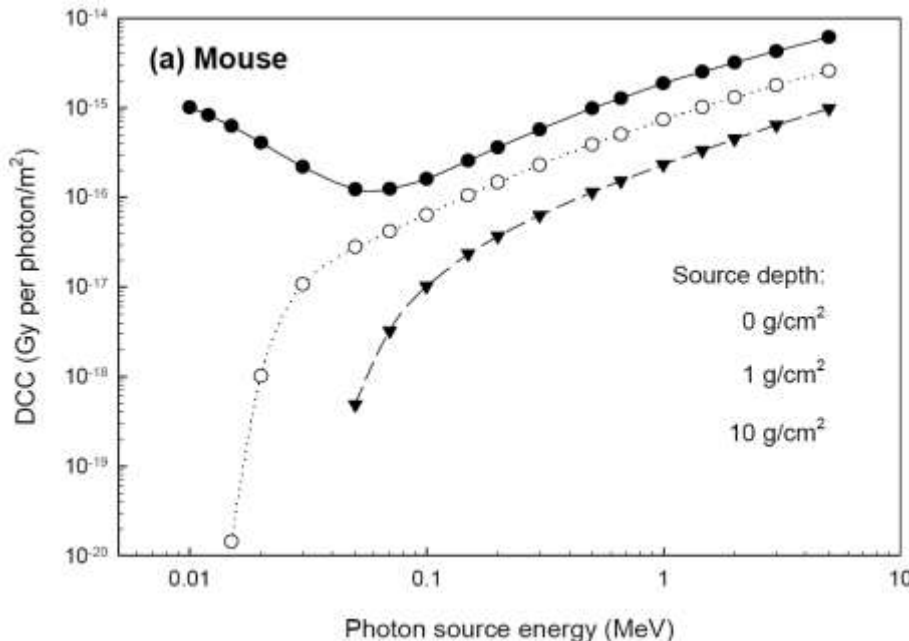 (a) Mouse
DCC (Gy per photon/m²)
10⁻¹⁴
10⁻¹⁵
10⁻¹⁶
10⁻¹⁷
10⁻¹⁸
10⁻¹⁹
10⁻²⁰
Source depth:
0 g/cm²
1 g/cm²
10 g/cm²
0.01
0.1
1
10
Photon source energy (MeV)